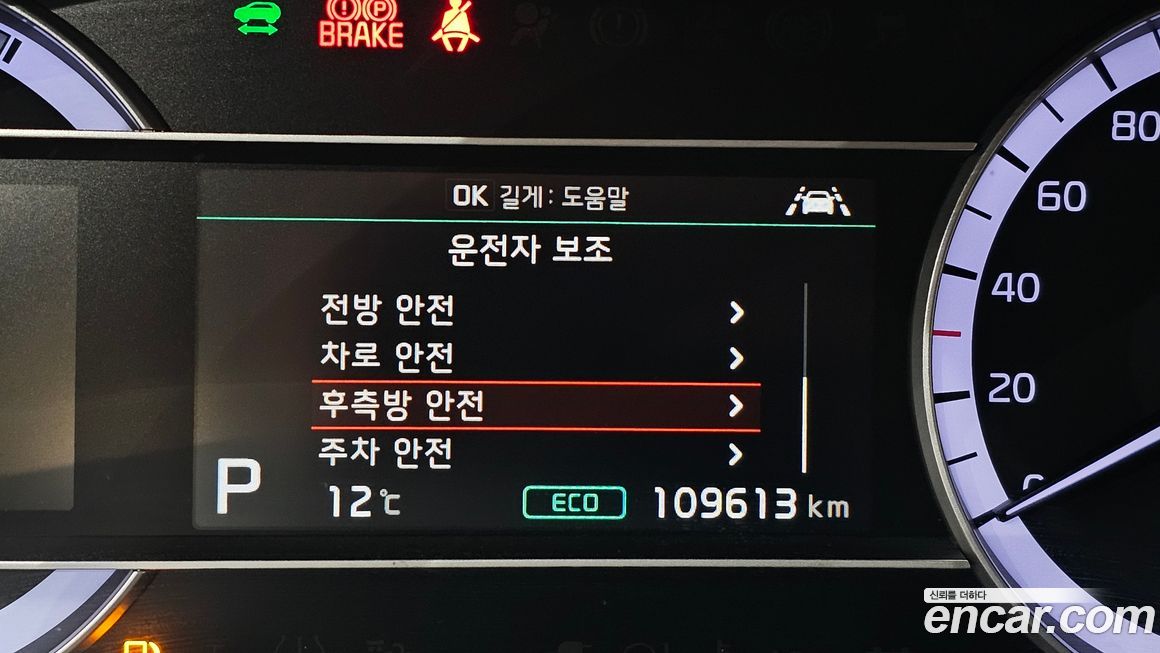 BRAKE
OK 길게: 도움말
80
운전자 보조
60
전방 안전
40
차로 안전
후측방 안전
20
주차 안전
P
12℃
ECO
109613 km
0
신뢰를 더하다
encar.com